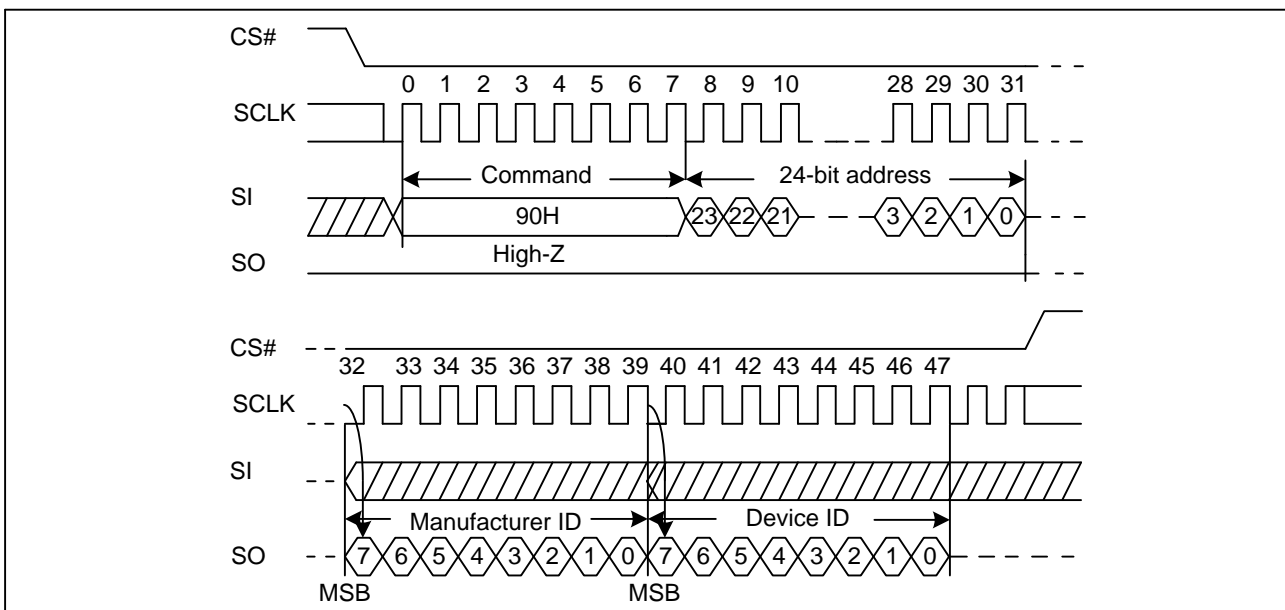 CS#
0 1 2 3 4 5 6 7 8 9 10 28 29 30 31
SCLK
Command 24-bit address
SI
90H 23 22 21 3 2 1 0
High-Z
SO
CS#
32 33 34 35 36 37 38 39 40 41 42 43 44 45 46 47
SCLK
SI
Manufacturer ID Device ID
SO 7 6 5 4 3 2 1 0 7 6 5 4 3 2 1 0
MSB MSB